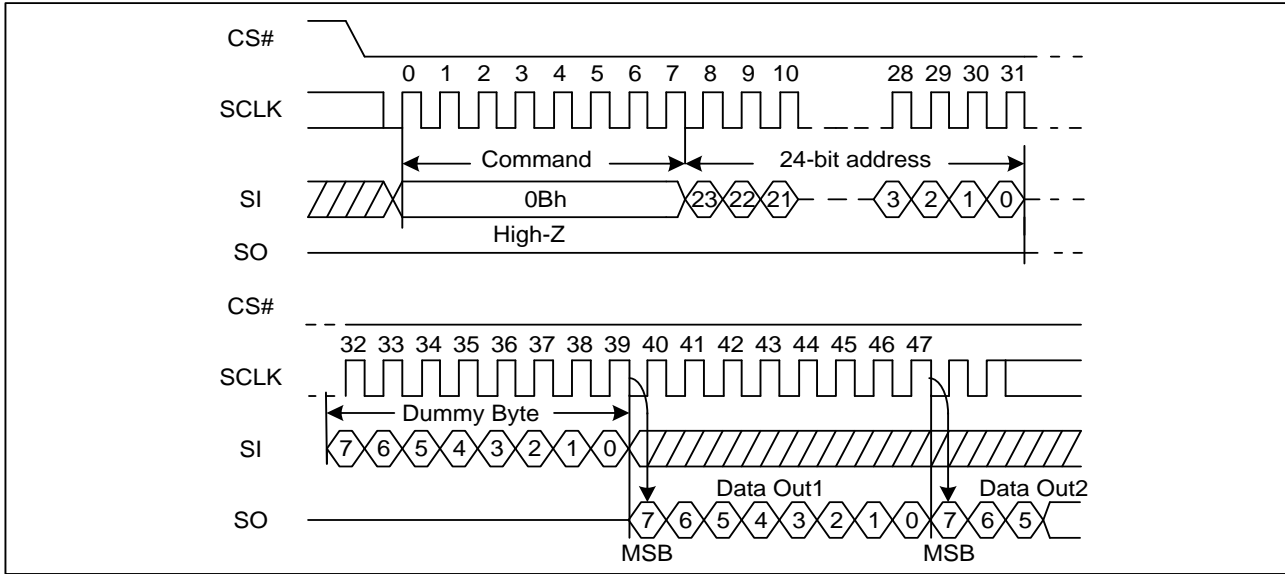 CS#
0 1 2 3 4 5 6 7 8 9 10 28 29 30 31
SCLK
Command 24-bit address
SI 0Bh 23 22 21 3 2 1 0
High-Z
SO
CS#
32 33 34 35 36 37 38 39 40 41 42 43 44 45 46 47
SCLK
Dummy Byte
SI 7 6 5 4 3 2 1 0
Data Out1 Data Out2
SO 7 6 5 4 3 2 1 0 7 6 5
MSB MSB